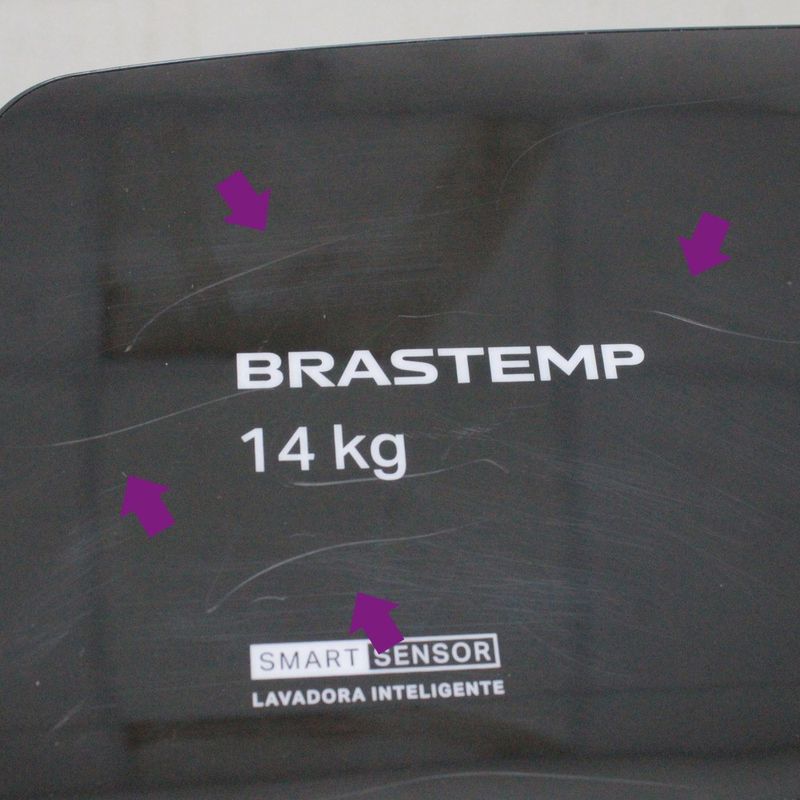 BRASTEMP
14 kg
SMART SENSOR
LAVADORA INTELIGENTE